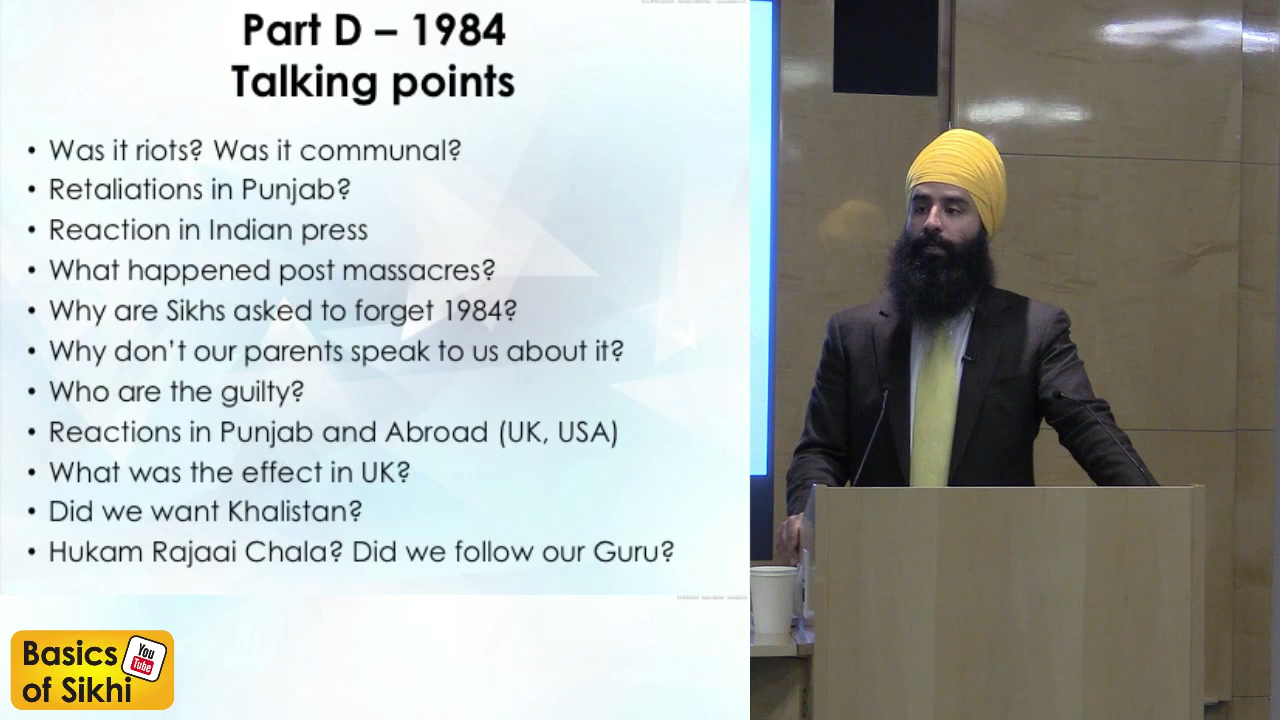 Part D – 1984
Talking points
• Was it riots? Was it communal?
• Retaliations in Punjab?
• Reaction in Indian press
• What happened post massacres?
• Why are Sikhs asked to forget 1984?
• Why don’t our parents speak to us about it?
• Who are the guilty?
• Reactions in Punjab and Abroad (UK, USA)
• What was the effect in UK?
• Did we want Khalistan?
• Hukam Rajaai Chala? Did we follow our Guru?
Basics
of Sikhi
You
Tube